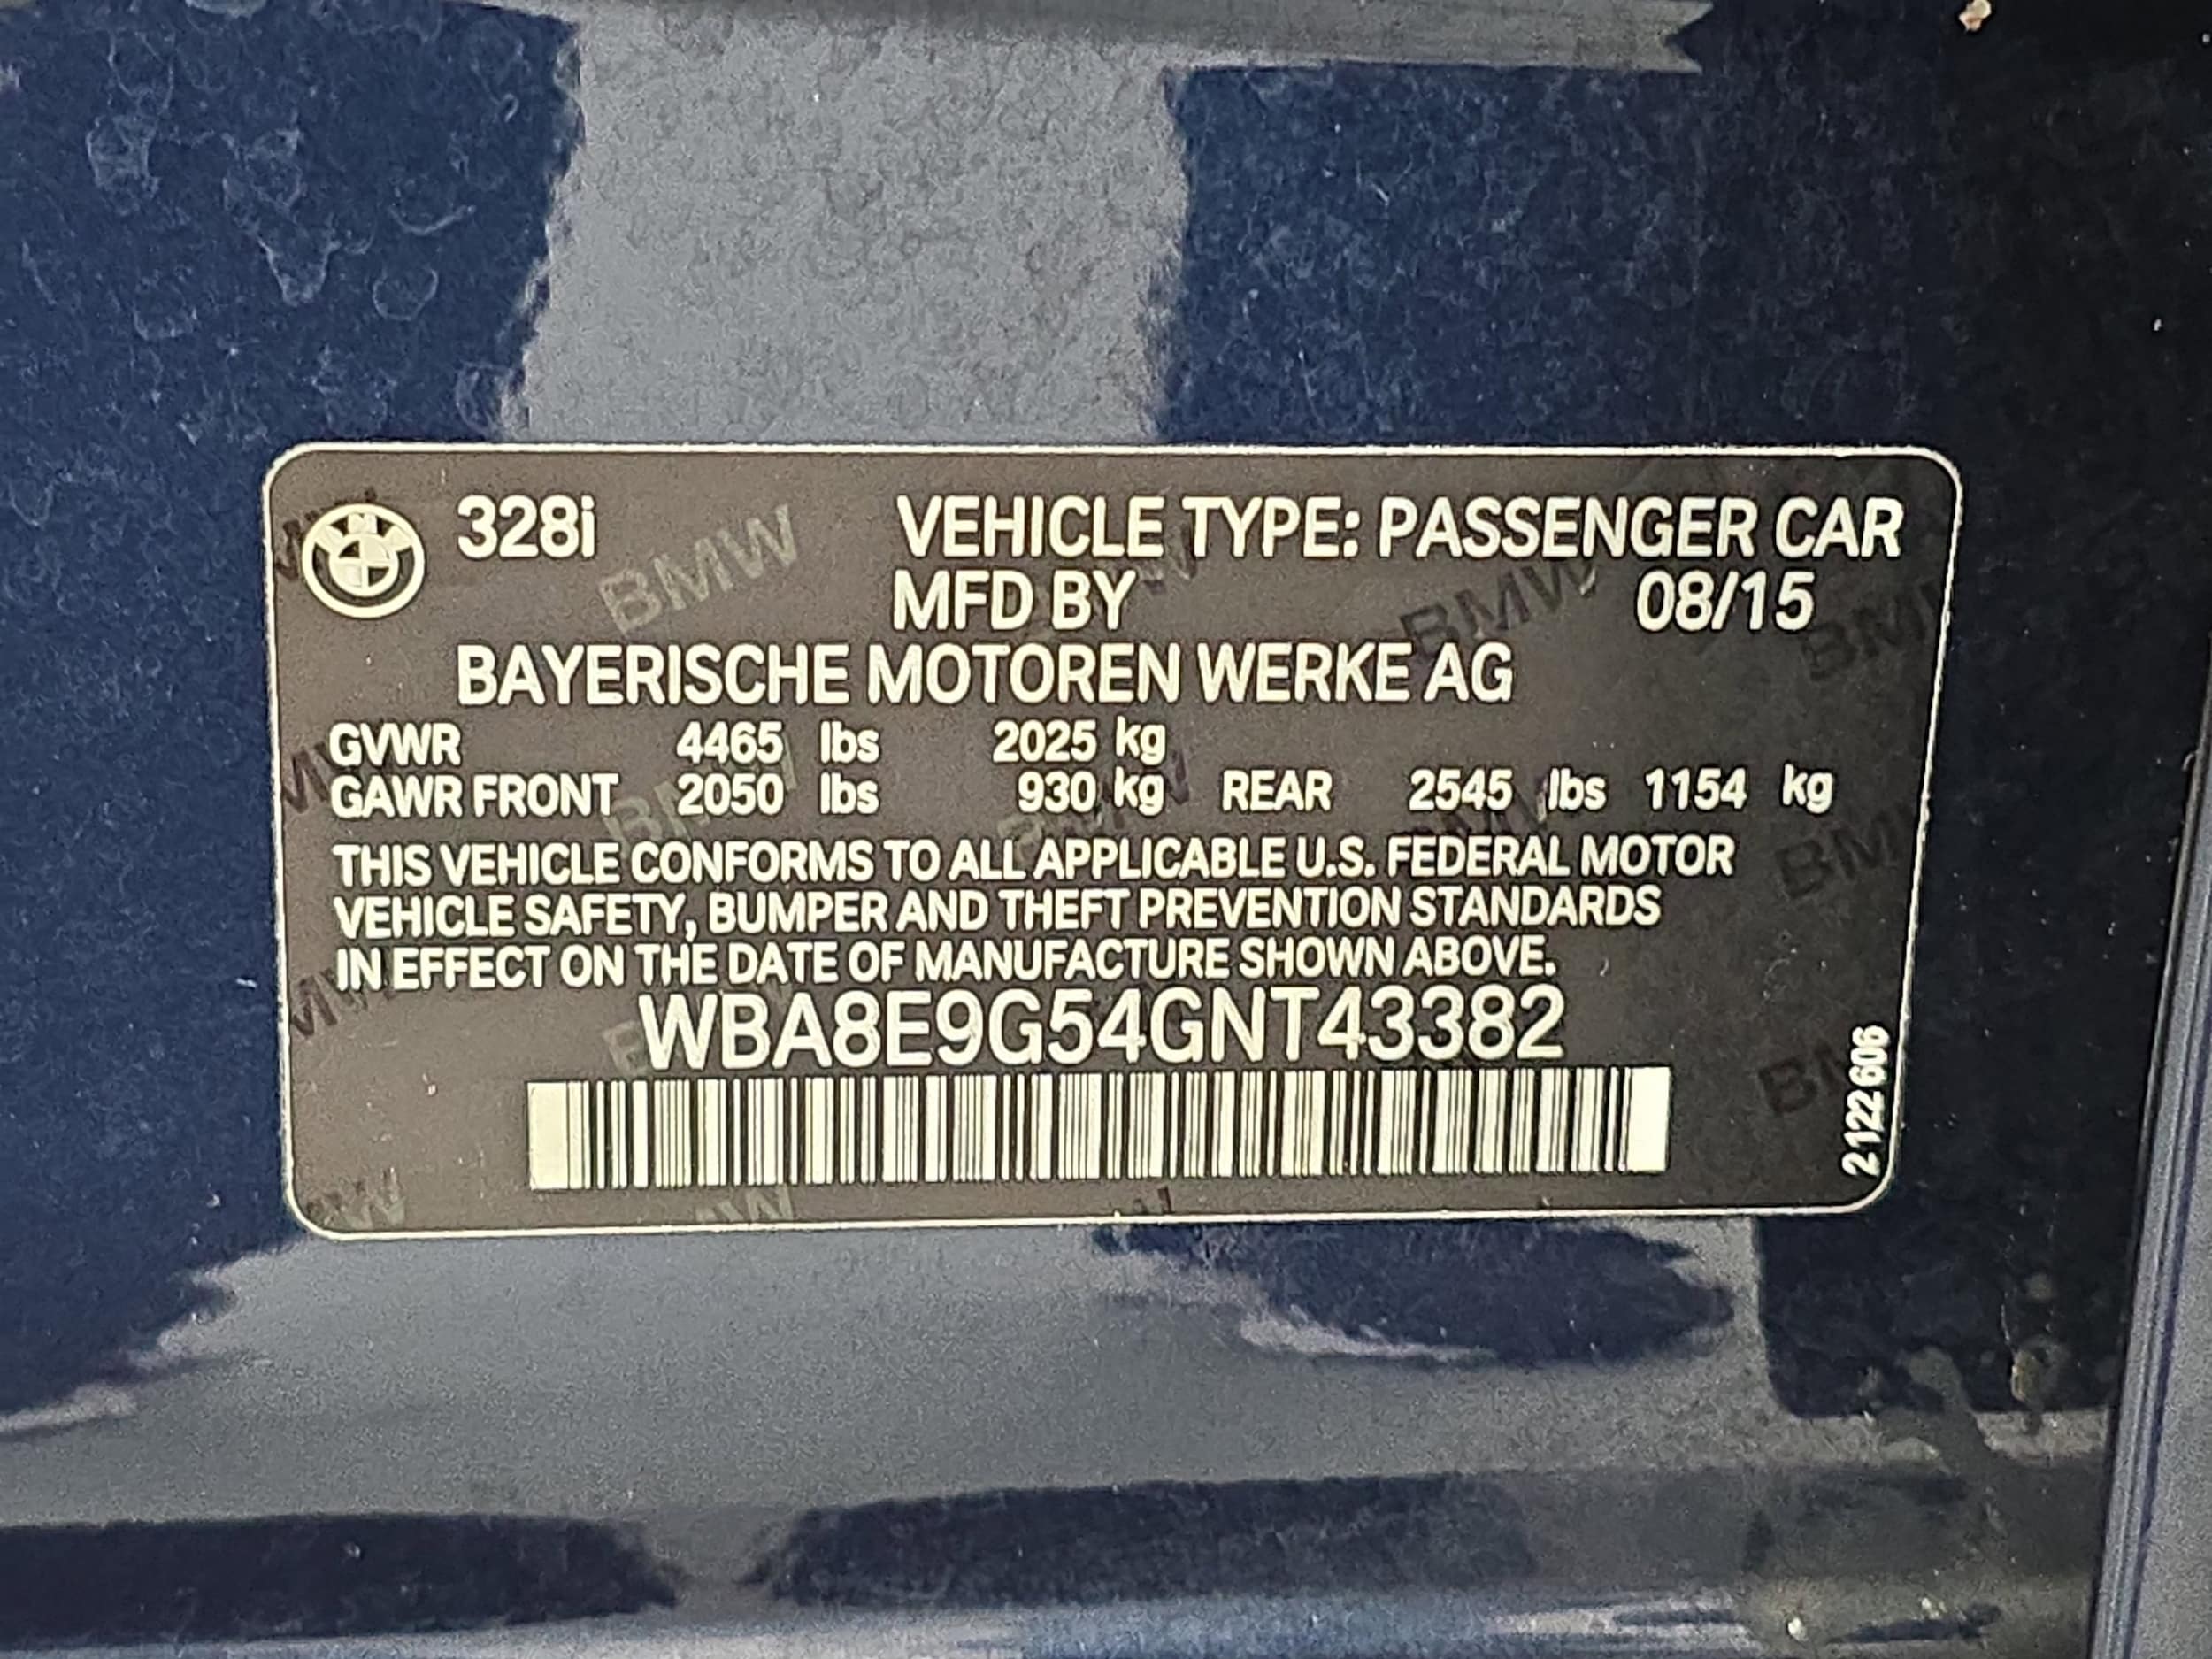 328i VEHICLE TYPE: PASSENGER CAR
MFD BY 08/15
BAYERISCHE MOTOREN WERKE AG
GVWR 4465 lbs 2025 kg
GAWR FRONT 2050 lbs 930 kg REAR 2545 lbs 1154 kg
THIS VEHICLE CONFORMS TO ALL APPLICABLE U.S. FEDERAL MOTOR
VEHICLE SAFETY, BUMPER AND THEFT PREVENTION STANDARDS
IN EFFECT ON THE DATE OF MANUFACTURE SHOWN ABOVE.
WBA8E9G54GNT43382
2122 606
BMW
BMW